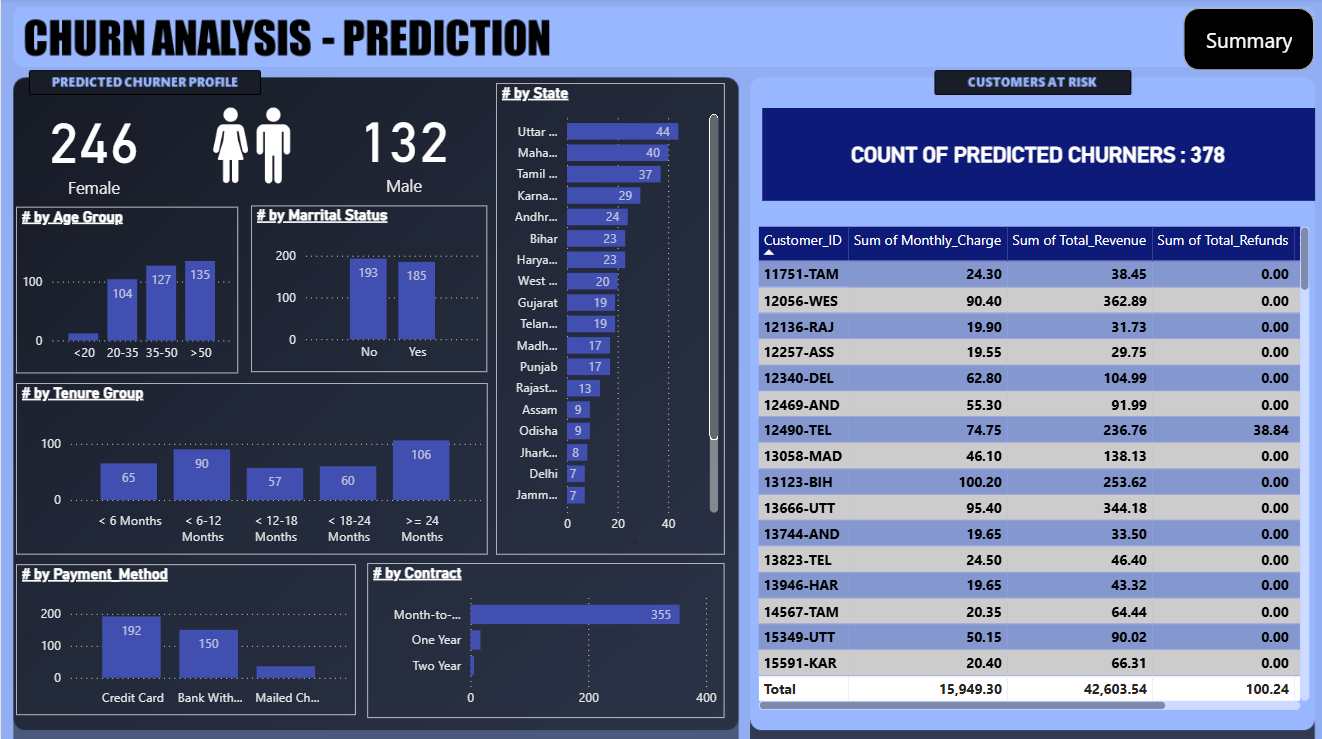 CHURN ANALYSIS - PREDICTION
Summary
PREDICTED CHURNER PROFILE
246
Female
132
Male
# by Age Group
100
0
104
127
135
<20 20-35 35-50 >50
# by Marrital Status
200
100
0
193
185
No Yes
# by Tenure Group
100
0
65
90
57
60
106
< 6 Months
< 6-12 Months
< 12-18 Months
< 18-24 Months
>= 24 Months
# by Payment_Method
200
100
0
192
150
Credit Card Bank With... Mailed Ch...
# by State
Uttar ... 44
Maha... 40
Tamil ... 37
Karna... 29
Andhr... 24
Bihar 23
Harya... 23
West ... 20
Gujarat 19
Telan... 19
Madh... 17
Punjab 17
Rajast... 13
Assam 9
Odisha 9
Jhark... 8
Delhi 7
Jamm... 7
0 20 40
# by Contract
Month-to-... 355
One Year
Two Year
0 200 400
CUSTOMERS AT RISK
COUNT OF PREDICTED CHURNERS : 378
Customer_ID Sum of Monthly_Charge Sum of Total_Revenue Sum of Total_Refunds
11751-TAM 24.30 38.45 0.00
12056-WES 90.40 362.89 0.00
12136-RAJ 19.90 31.73 0.00
12257-ASS 19.55 29.75 0.00
12340-DEL 62.80 104.99 0.00
12469-AND 55.30 91.99 0.00
12490-TEL 74.75 236.76 38.84
13058-MAD 46.10 138.13 0.00
13123-BIH 100.20 253.62 0.00
13666-UTT 95.40 344.18 0.00
13744-AND 19.65 33.50 0.00
13823-TEL 24.50 46.40 0.00
13946-HAR 19.65 43.32 0.00
14567-TAM 20.35 64.44 0.00
15349-UTT 50.15 90.02 0.00
15591-KAR 20.40 66.31 0.00
Total 15,949.30 42,603.54 100.24